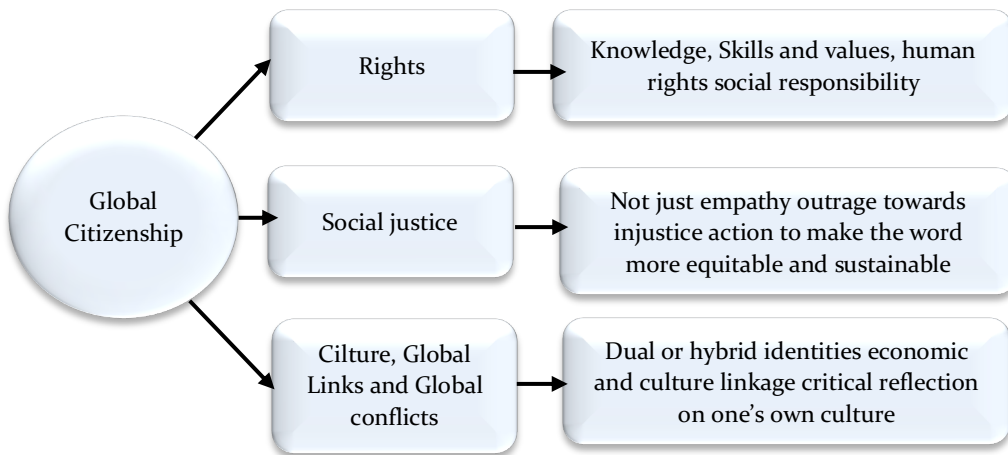 Global
Citizenship
Rights
Knowledge, Skills and values, human
rights social responsibility
Social justice
Not just empathy outrage towards
injustice action to make the word
more equitable and sustainable
Cilture, Global
Links and Global
conflicts
Dual or hybrid identities economic
and culture linkage critical reflection
on one’s own culture